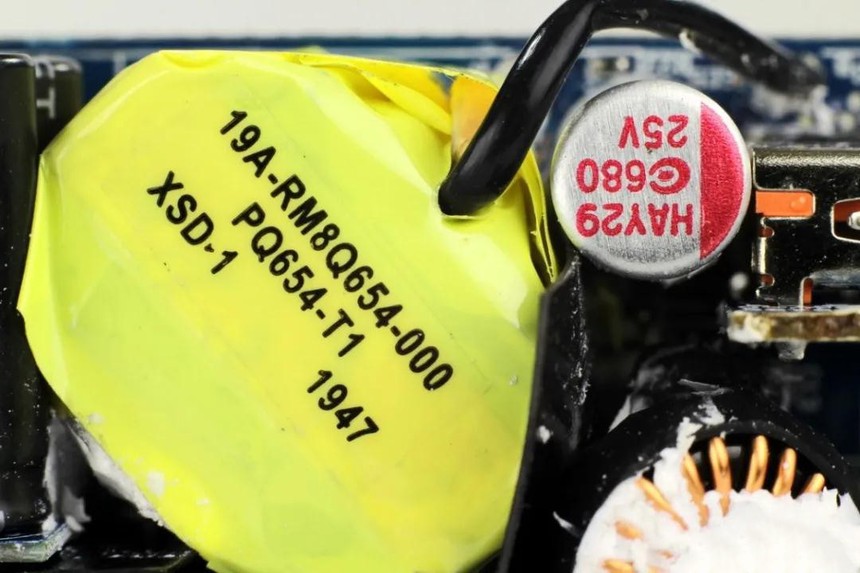 19A-RM8Q654-000
PQ654-T1
XSD-1
1947
HAY29
680
25V